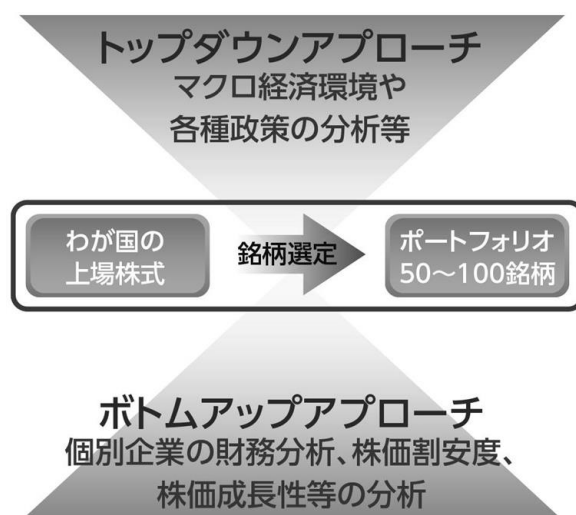 トップダウンアプローチ
マクロ経済環境や
各種政策の分析等
わが国の
上場株式
銘柄選定
ポートフォリオ
50～100銘柄
ボトムアップアプローチ
個別企業の財務分析、株価割安度、
株価成長性等の分析